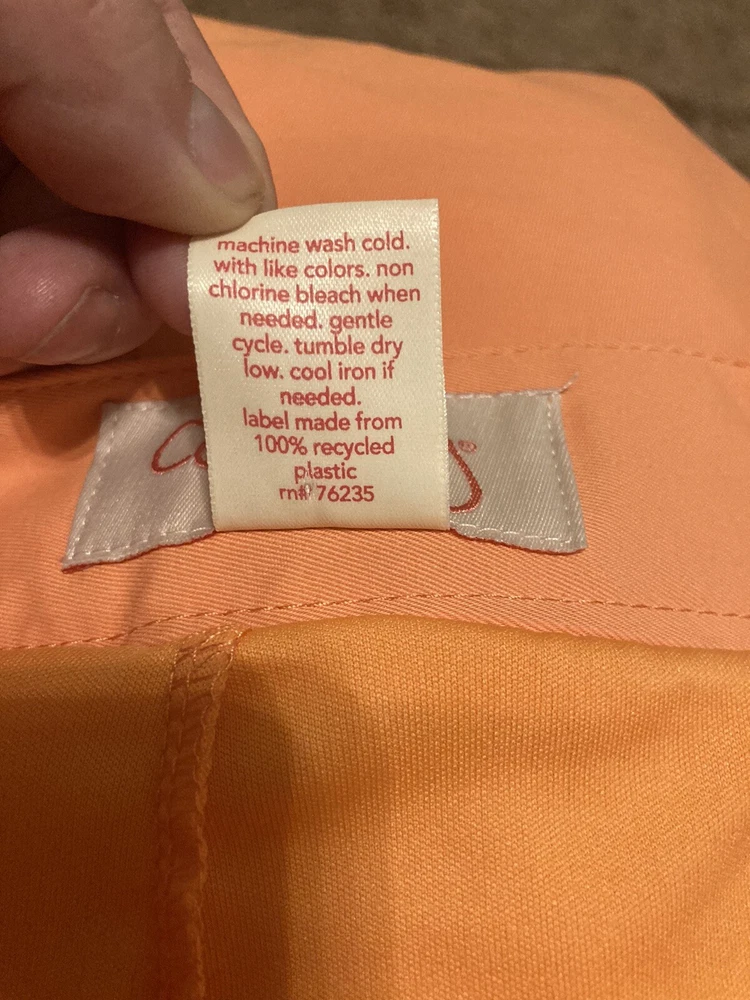 machine wash cold.
with like colors. non
chlorine bleach when
needed. gentle
cycle. tumble dry
low. cool iron if
needed.
label made from
100% recycled
plastic
rn# 76235